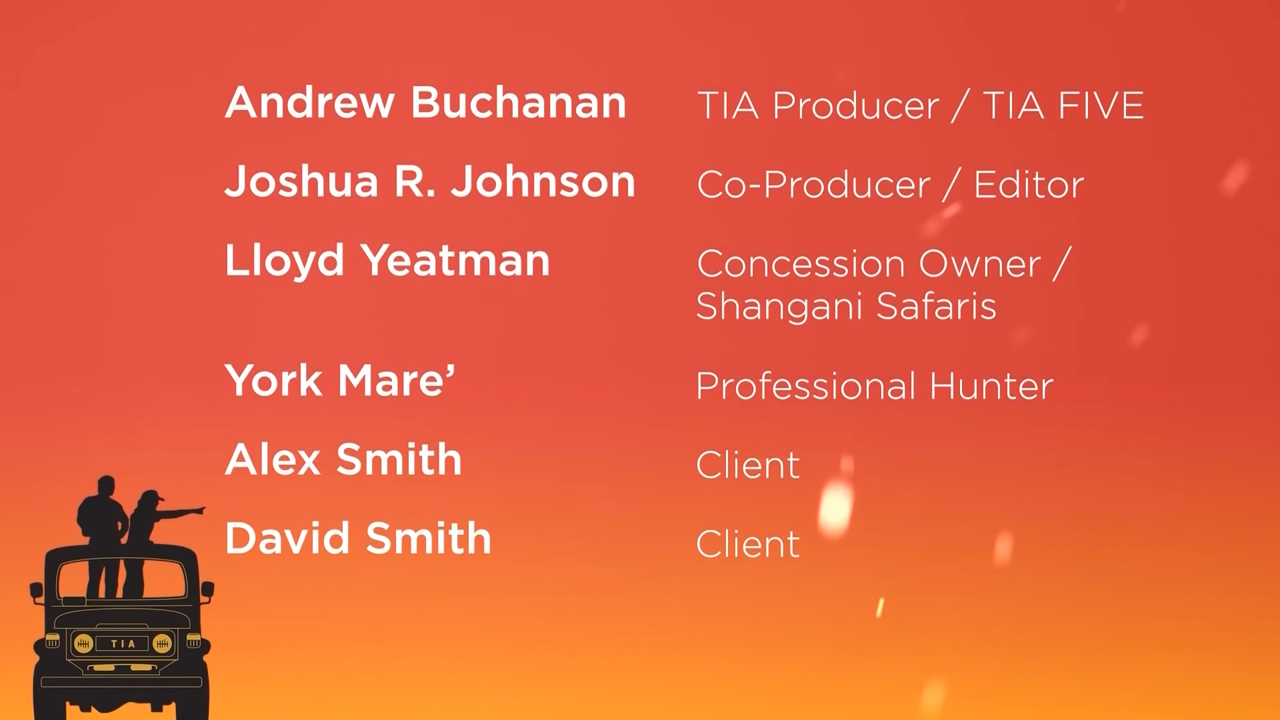 Andrew Buchanan TIA Producer / TIA FIVE
Joshua R. Johnson Co-Producer / Editor
Lloyd Yeatman Concession Owner /
Shangani Safaris
York Mare’ Professional Hunter
Alex Smith Client
David Smith Client
TIA